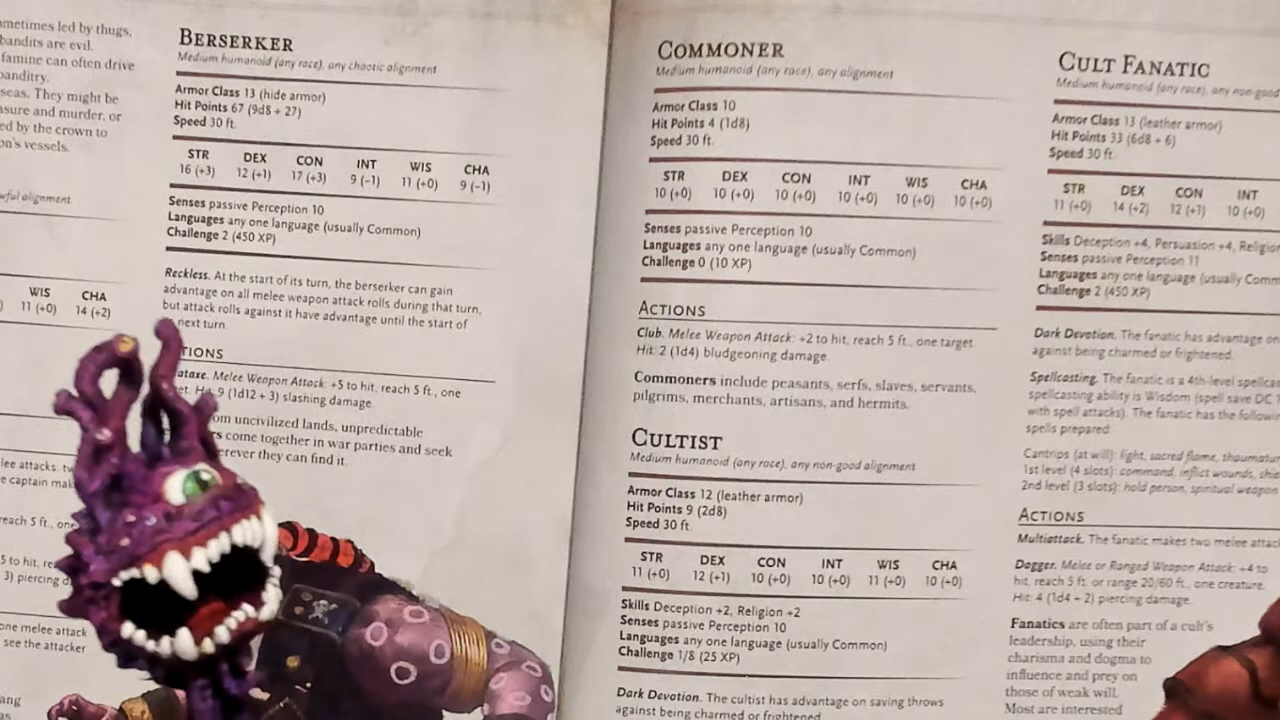 ometimes led by thugs,
bandits are evil.
famine can often drive
banditry.
seas. They might be
asure and murder, or
ed by the crown to
on's vessels.
wful alignment
WIS CHA
11 (+0) 14 (+2)
lee attacks:
e captain
reach 5 ft., one
5 to hit,
3) piercing
one melee attack
see the attacker
BERSERKER
Medium humanoid (any race), any chaotic alignment
Armor Class 13 (hide armor)
Hit Points 67 (9d8 + 27)
Speed 30 ft.
STR DEX CON INT WIS CHA
16 (+3) 12 (+1) 17 (+3) 9 (-1) 11 (+0) 9 (-1)
Senses passive Perception 10
Languages any one language (usually Common)
Challenge 2 (450 XP)
Reckless. At the start of its turn, the berserker can gain
advantage on all melee weapon attack rolls during that turn,
but attack rolls against it have advantage until the start of
next turn.
TIONS
ataxe. Melee Weapon Attack: +5 to hit, reach 5 ft., one
et. Hit: 9 (1d12 + 3) slashing damage.
om uncivilized lands, unpredictable
rs come together in war parties and seek
erever they can find it.
COMMONER
Medium humanoid (any race), any alignment
Armor Class 10
Hit Points 4 (1d8)
Speed 30 ft.
STR DEX CON INT WIS CHA
10 (+0) 10 (+0) 10 (+0) 10 (+0) 10 (+0) 10 (+0)
Senses passive Perception 10
Languages any one language (usually Common)
Challenge 0 (10 XP)
ACTIONS
Club. Melee Weapon Attack: +2 to hit, reach 5 ft., one target.
Hit: 2 (1d4) bludgeoning damage.
Commoners include peasants, serfs, slaves, servants,
pilgrims, merchants, artisans, and hermits.
CULTIST
Medium humanoid (any race), any non-good alignment
Armor Class 12 (leather armor)
Hit Points 9 (2d8)
Speed 30 ft.
STR DEX CON INT WIS CHA
11 (+0) 12 (+1) 10 (+0) 10 (+0) 11 (+0) 10 (+0)
Skills Deception +2, Religion +2
Senses passive Perception 10
Languages any one language (usually Common)
Challenge 1/8 (25 XP)
Dark Devotion. The cultist has advantage on saving throws
against being charmed or frightened.
CULT FANATIC
Medium humanoid (any race), any non-good
Armor Class 13 (leather armor)
Hit Points 33 (6d8 + 6)
Speed 30 ft.
STR DEX CON INT
11 (+0) 14 (+2) 12 (+1) 10 (+0)
Skills Deception +4, Persuasion +4, Religion
Senses passive Perception 11
Languages any one language (usually Comm
Challenge 2 (450 XP)
Dark Devotion. The fanatic has advantage on
against being charmed or frightened.
Spellcasting. The fanatic is a 4th-level spellcas
spellcasting ability is Wisdom (spell save DC 1
with spell attacks). The fanatic has the followi
spells prepared:
Cantrips (at will): light, sacred flame, thaumatur
1st level (4 slots): command, inflict wounds, shie
2nd level (3 slots): hold person, spiritual weapon
ACTIONS
Multiattack. The fanatic makes two melee attac
Dagger. Melee or Ranged Weapon Attack: +4 to
hit, reach 5 ft. or range 20/60 ft., one creature.
Hit: 4 (1d4 + 2) piercing damage.
Fanatics are often part of a cult's
leadership, using their
charisma and dogma to
influence and prey on
those of weak will.
Most are interested